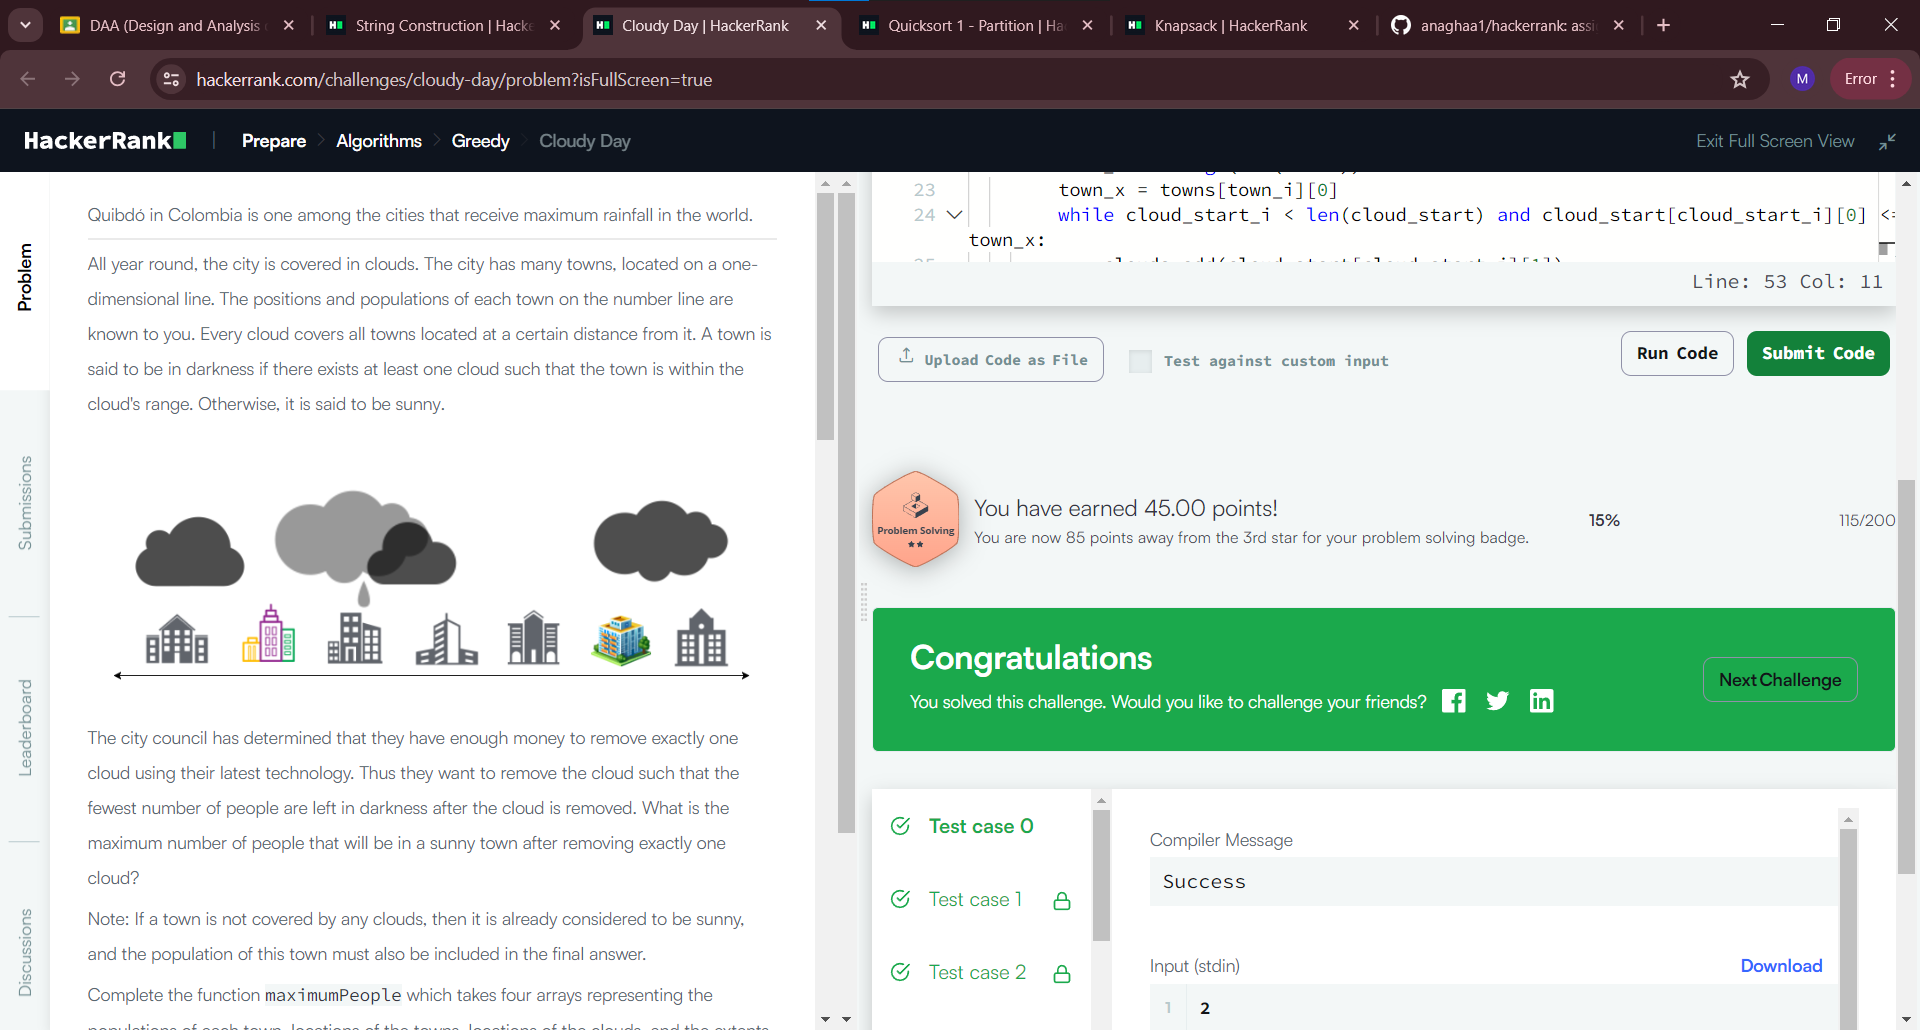 DAA (Design and Analysis
String Construction | Hacke
Cloudy Day | HackerRank
Quicksort 1 - Partition | Ha
Knapsack | HackerRank
anaghaa1/hackerrank: assi
hackerrank.com/challenges/cloudy-day/problem?isFullScreen=true
M
Error
HackerRank
Prepare
Algorithms
Greedy
Cloudy Day
Exit Full Screen View
Problem
Submissions
Leaderboard
Discussions
Quibdó in Colombia is one among the cities that receive maximum rainfall in the world.
All year round, the city is covered in clouds. The city has many towns, located on a one-
dimensional line. The positions and populations of each town on the number line are
known to you. Every cloud covers all towns located at a certain distance from it. A town is
said to be in darkness if there exists at least one cloud such that the town is within the
cloud's range. Otherwise, it is said to be sunny.
The city council has determined that they have enough money to remove exactly one
cloud using their latest technology. Thus they want to remove the cloud such that the
fewest number of people are left in darkness after the cloud is removed. What is the
maximum number of people that will be in a sunny town after removing exactly one
cloud?
Note: If a town is not covered by any clouds, then it is already considered to be sunny,
and the population of this town must also be included in the final answer.
Complete the function maximumPeople which takes four arrays representing the
populations of each town, locations of the towns, locations of the clouds, and the extents
23 town_x = towns[town_i][0]
24 while cloud_start_i < len(cloud_start) and cloud_start[cloud_start_i][0] <=
town_x:
Line: 53 Col: 11
Upload Code as File
Test against custom input
Run Code
Submit Code
Problem Solving
You have earned 45.00 points!
You are now 85 points away from the 3rd star for your problem solving badge.
15%
115/200
Congratulations
You solved this challenge. Would you like to challenge your friends?
Next Challenge
Test case 0
Test case 1
Test case 2
Compiler Message
Success
Input (stdin)
Download
1 2